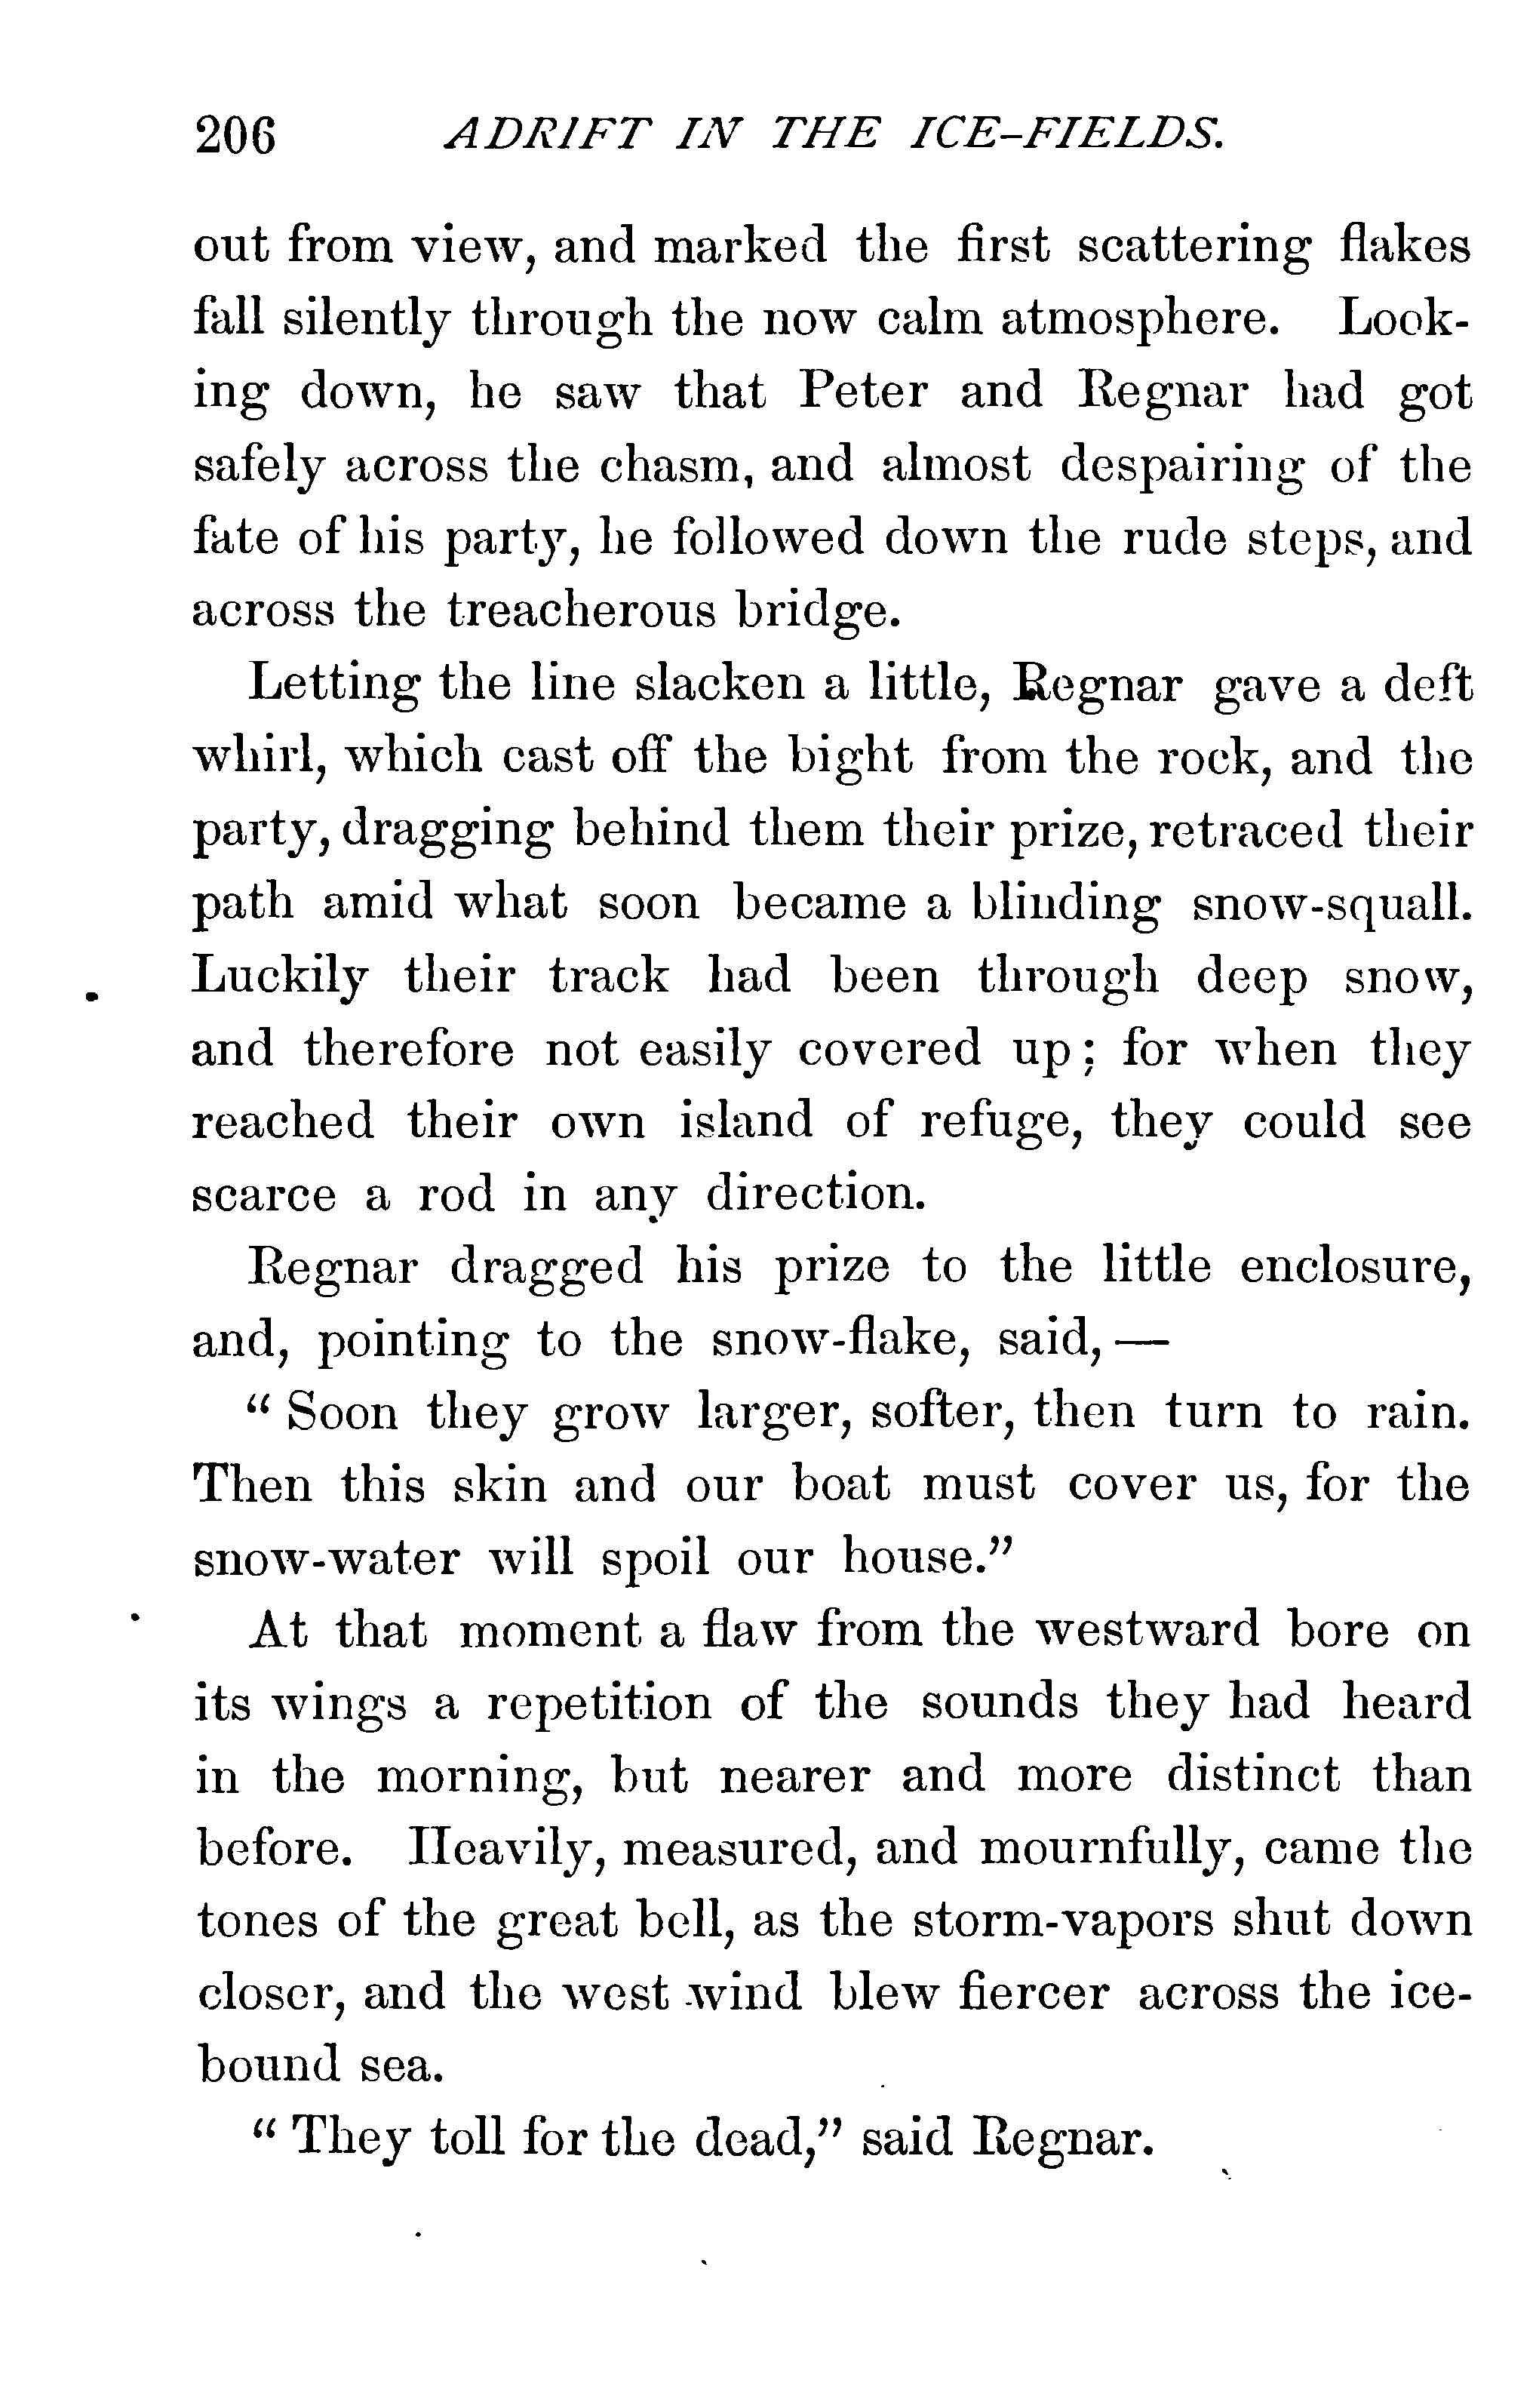 206 ADRIFT IN THE ICE-FIELDS.
out from view, and marked the first scattering flakes
fall silently through the now calm atmosphere. Look-
ing down, he saw that Peter and Regnar had got
safely across the chasm, and almost despairing of the
fate of his party, he followed down the rude steps, and
across the treacherous bridge.
Letting the line slacken a little, Regnar gave a deft
whirl, which cast off the bight from the rock, and the
party, dragging behind them their prize, retraced their
path amid what soon became a blinding snow-squall.
Luckily their track had been through deep snow,
and therefore not easily covered up; for when they
reached their own island of refuge, they could see
scarce a rod in any direction.
Regnar dragged his prize to the little enclosure,
and, pointing to the snow-flake, said, —
“ Soon they grow larger, softer, then turn to rain.
Then this skin and our boat must cover us, for the
snow-water will spoil our house.”
At that moment a flaw from the westward bore on
its wings a repetition of the sounds they had heard
in the morning, but nearer and more distinct than
before. Heavily, measured, and mournfully, came the
tones of the great bell, as the storm-vapors shut down
closer, and the west wind blew fiercer across the ice-
bound sea.
“ They toll for the dead,” said Regnar.